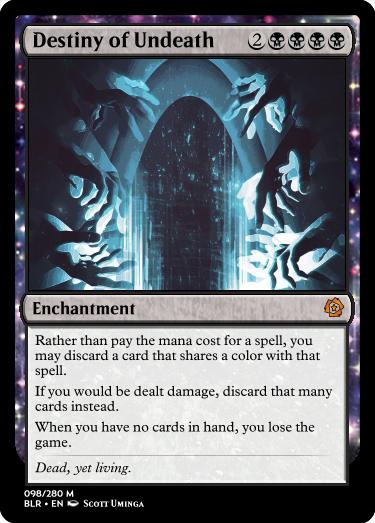 Destiny of Undeath 2
Enchantment
Rather than pay the mana cost for a spell, you
may discard a card that shares a color with that
spell.
If you would be dealt damage, discard that many
cards instead.
When you have no cards in hand, you lose the
game.
Dead, yet living.
098/280 M
BLR • EN Scott Uminga